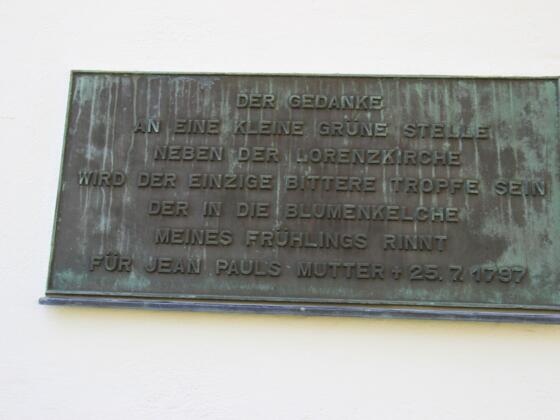 DER GEDANKE
AN EINE KLEINE GRÜNE STELLE
NEBEN DER LORENZKIRCHE
WIRD DER EINZIGE BITTERE TROPFE SEIN
DER IN DIE BLUMENKELCHE
MEINES FRÜHLINGS RINNT
FÜR JEAN PAULS MUTTER + 25. 7. 1797